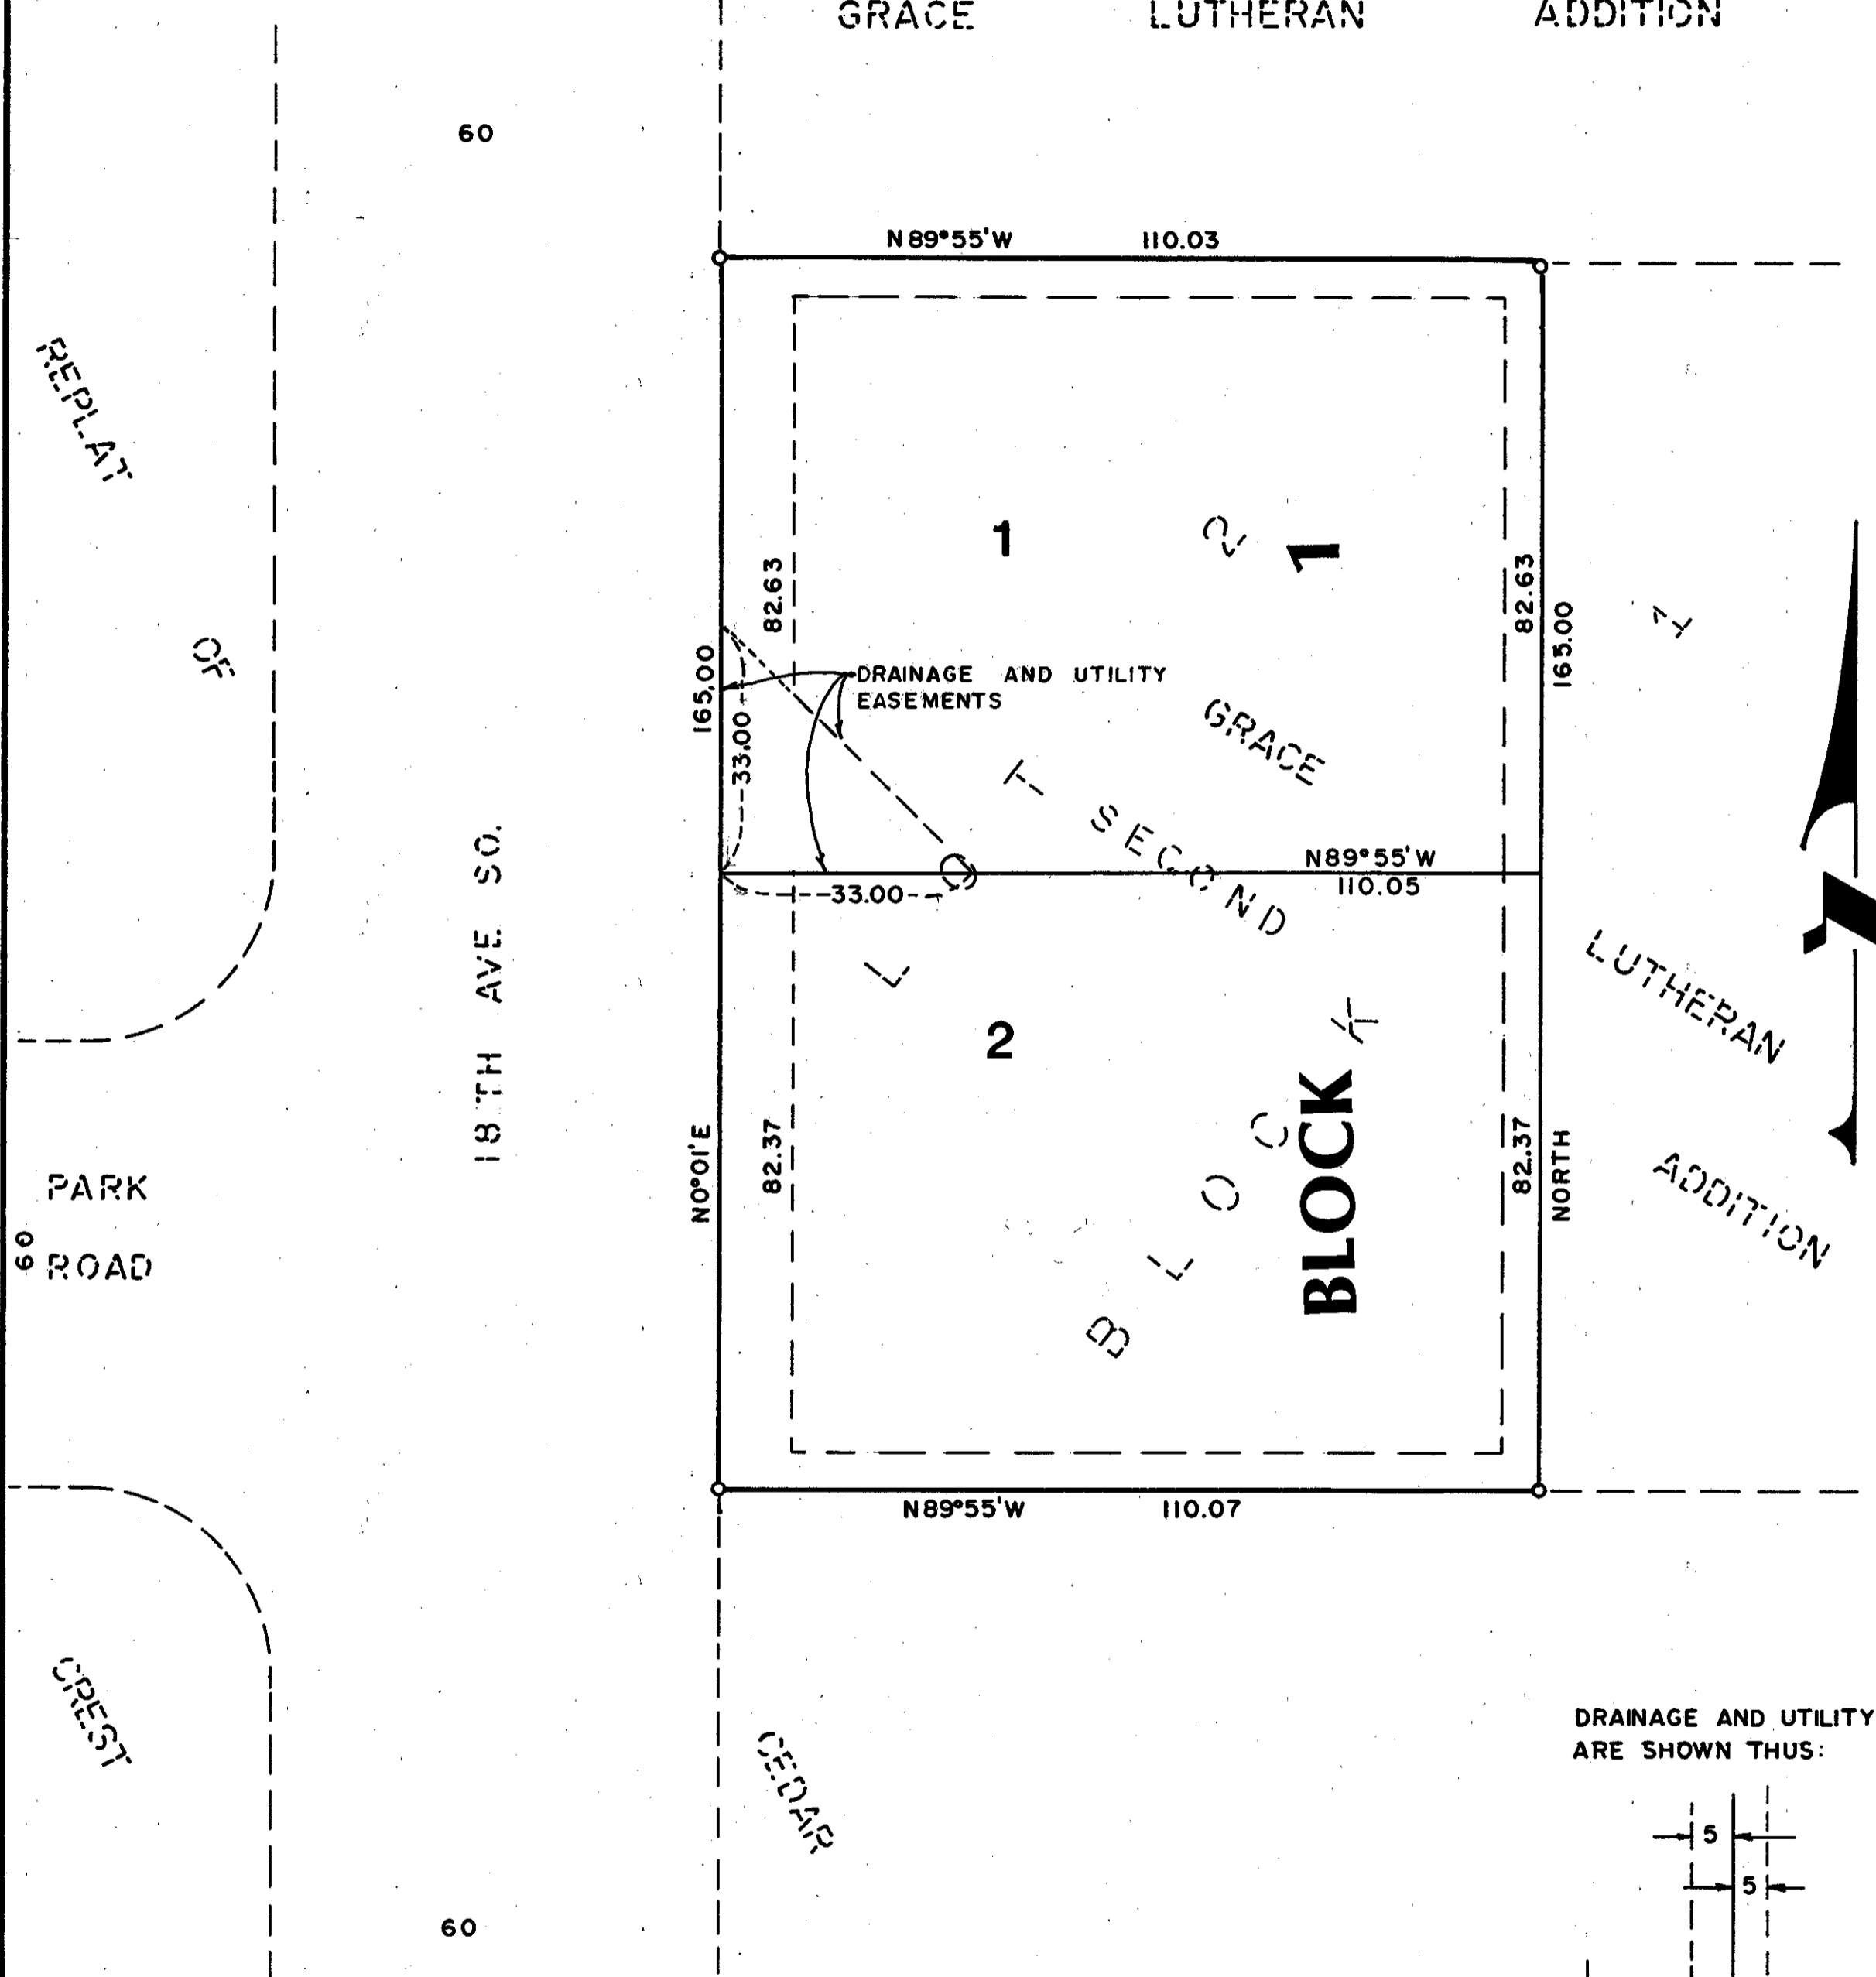 GRACE LUTHERAN ADDITION
60
N89°55'W 110.03
REPLAT
OF
1
2
1
82.63
82.63
165.00
165.00
1
DRAINAGE AND UTILITY
EASEMENTS
33.00
GRACE
SECOND
LOT
N89°55'W
110.05
33.00
18TH AVE SO.
LUTHERAN
ADDITION
2
BLOCK
BLOCK
N0°01'E
82.37
82.37
NORTH
PARK
ROAD
60
N89°55'W 110.07
CREST
CEDAR
DRAINAGE AND UTILITY
ARE SHOWN THUS:
5
5
60